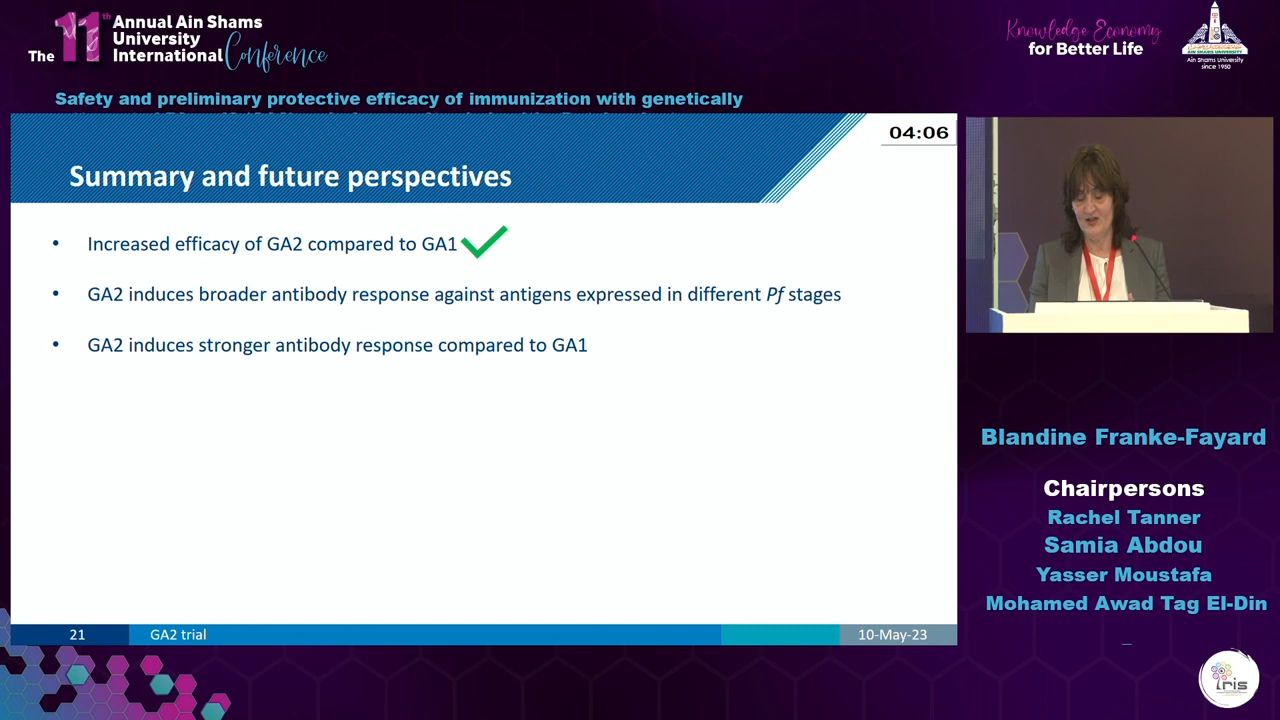 The 11th Annual Ain Shams
University
International Conference
Knowledge Economy
for Better Life
AIN SHAMS UNIVERSITY
Ain Shams University
since 1950
Safety and preliminary protective efficacy of immunization with genetically
04:06
Summary and future perspectives
• Increased efficacy of GA2 compared to GA1
• GA2 induces broader antibody response against antigens expressed in different Pf stages
• GA2 induces stronger antibody response compared to GA1
21 GA2 trial 10-May-23
Blandine Franke-Fayard
Chairpersons
Rachel Tanner
Samia Abdou
Yasser Moustafa
Mohamed Awad Tag El-Din
iris